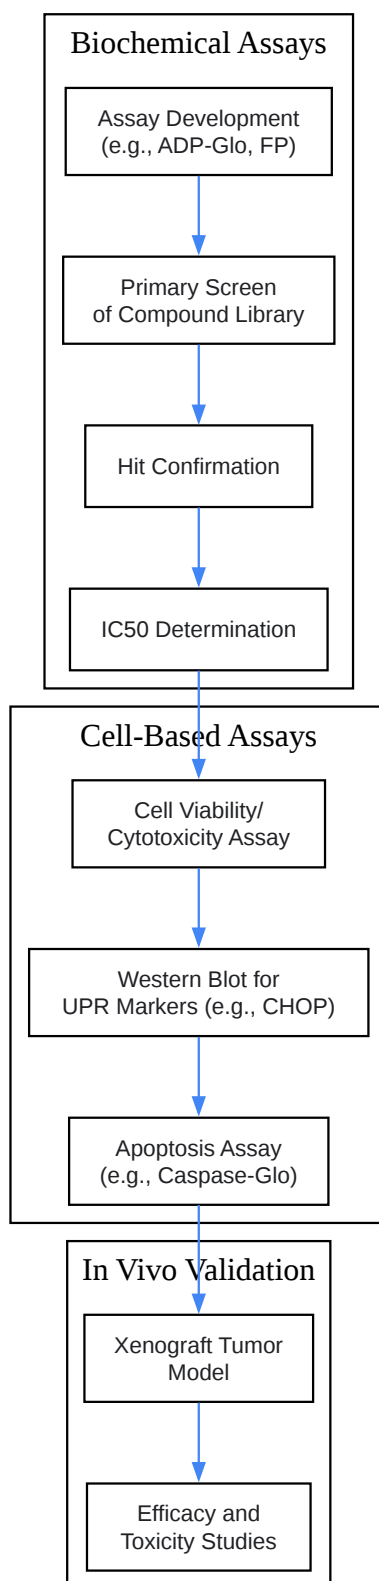 Biochemical Assays
Assay Development
(e.g., ADP-Glo, FP)
Primary Screen
of Compound Library
Hit Confirmation
IC50 Determination
Cell-Based Assays
Cell Viability/
Cytotoxicity Assay
Western Blot for
UPR Markers (e.g., CHOP)
Apoptosis Assay
(e.g., Caspase-Glo)
In Vivo Validation
Xenograft Tumor
Model
Efficacy and
Toxicity Studies